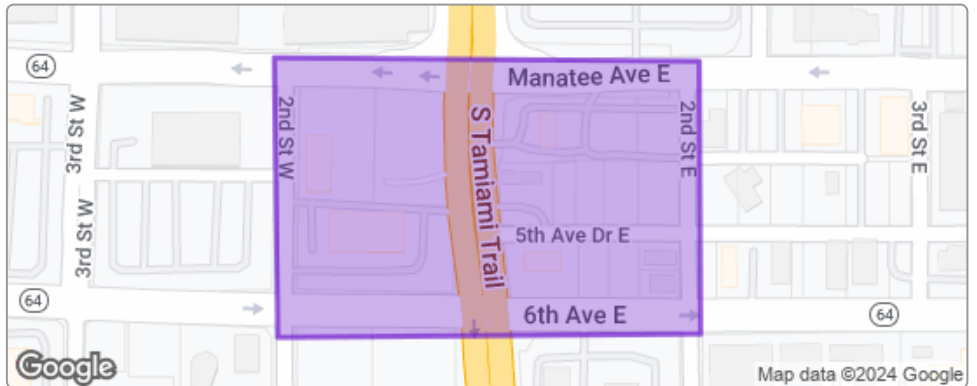 64
Manatee Ave E
3rd St W
2nd St W
S Tamiami Trail
2nd St E
3rd St E
3rd St W
5th Ave Dr E
64
6th Ave E
64
Google
Map data ©2024 Google